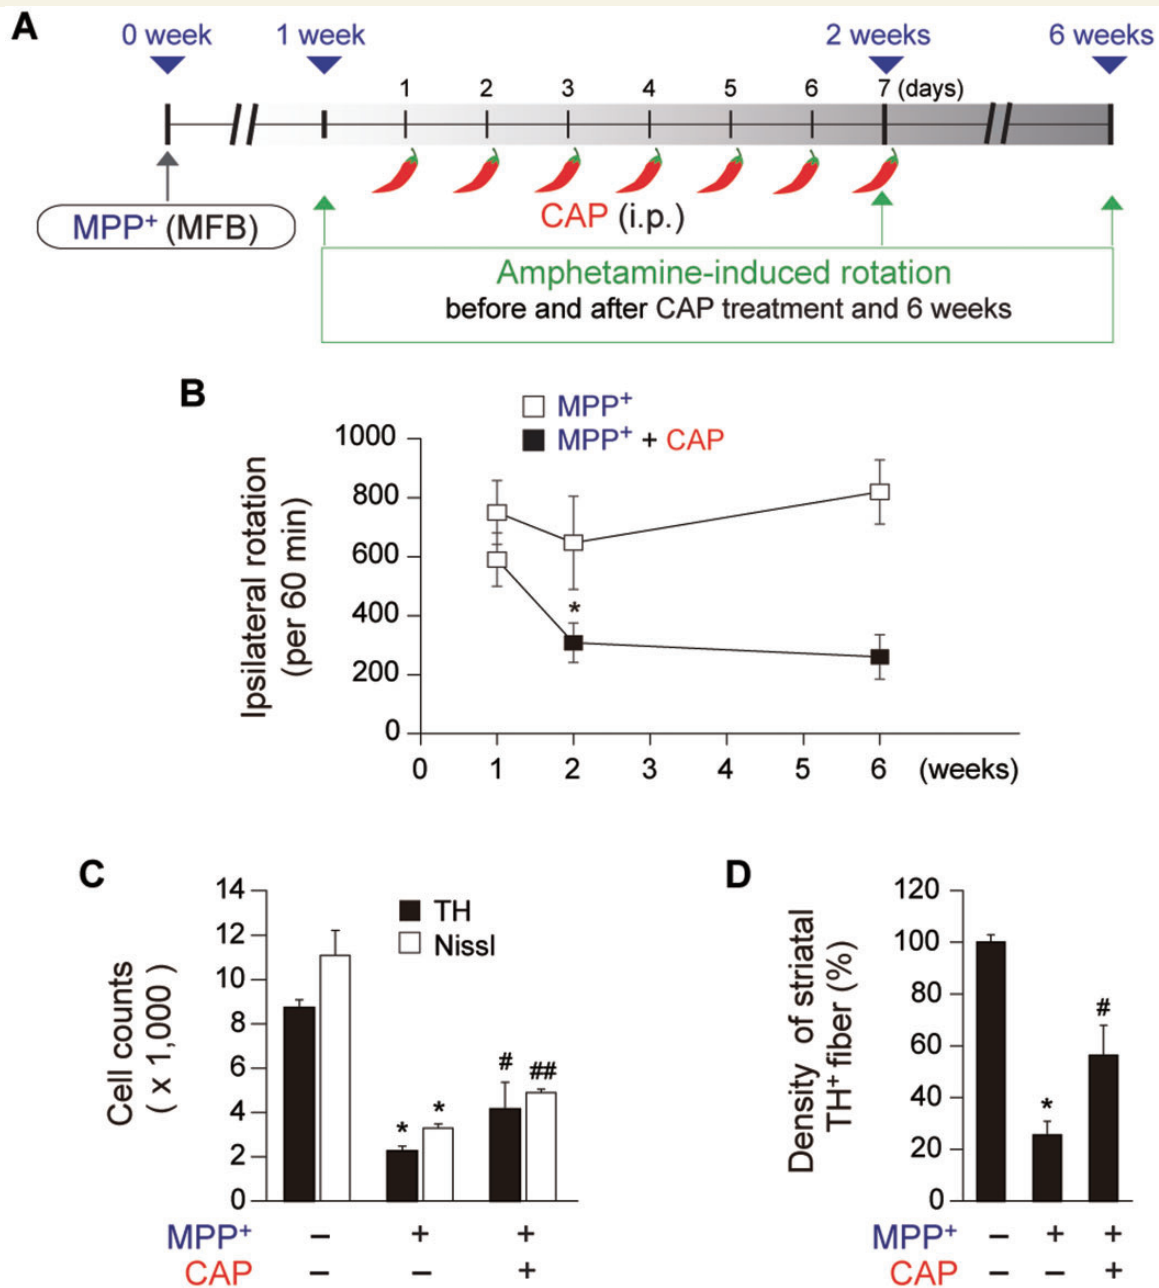 A
0 week 1 week 2 weeks 6 weeks
1 2 3 4 5 6 7 (days)
MPP⁺ (MFB)
CAP (i.p.)
Amphetamine-induced rotation
before and after CAP treatment and 6 weeks
B
MPP⁺
MPP⁺ + CAP
Ipsilateral rotation
(per 60 min)
1000
800
600
400
200
0
*
0 1 2 3 4 5 6 (weeks)
C
Cell counts
( x 1,000 )
14
12
10
8
6
4
2
0
TH
Nissl
* * # ##
MPP⁺ – + +
CAP – – +
D
Density of striatal
TH⁺ fiber (%)
120
100
80
60
40
20
0
* #
MPP⁺ – + +
CAP – – +